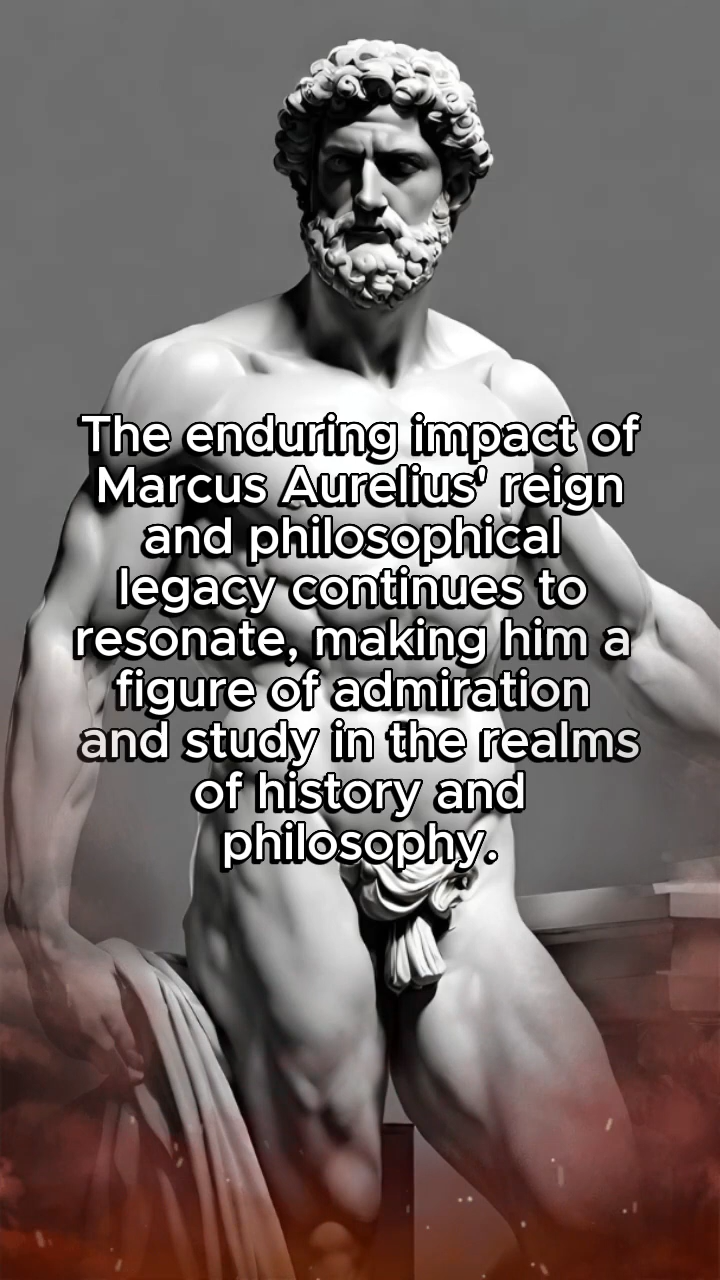 The enduring impact of
Marcus Aurelius' reign
and philosophical
legacy continues to
resonate, making him a
figure of admiration
and study in the realms
of history and
philosophy.